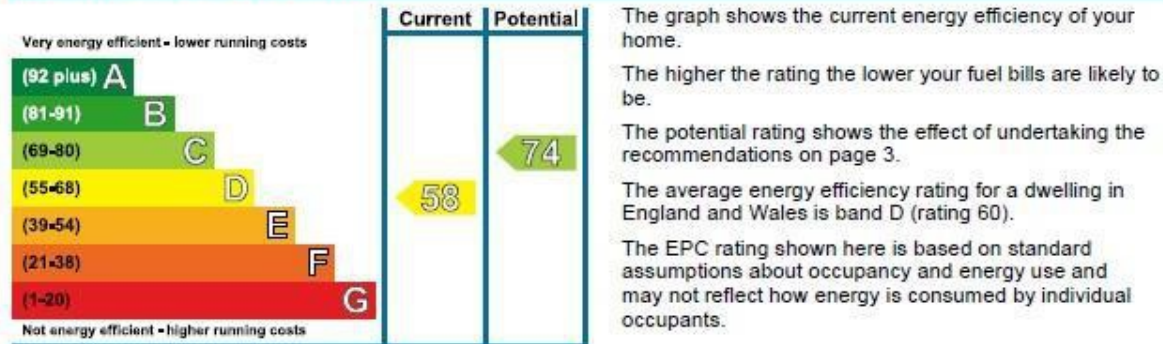 Current Potential
Very energy efficient - lower running costs
(92 plus) A
(81-91) B
(69-80) C
74
(55-68) D
58
(39-54) E
(21-38) F
(1-20) G
Not energy efficient - higher running costs
The graph shows the current energy efficiency of your
home.
The higher the rating the lower your fuel bills are likely to
be.
The potential rating shows the effect of undertaking the
recommendations on page 3.
The average energy efficiency rating for a dwelling in
England and Wales is band D (rating 60).
The EPC rating shown here is based on standard
assumptions about occupancy and energy use and
may not reflect how energy is consumed by individual
occupants.